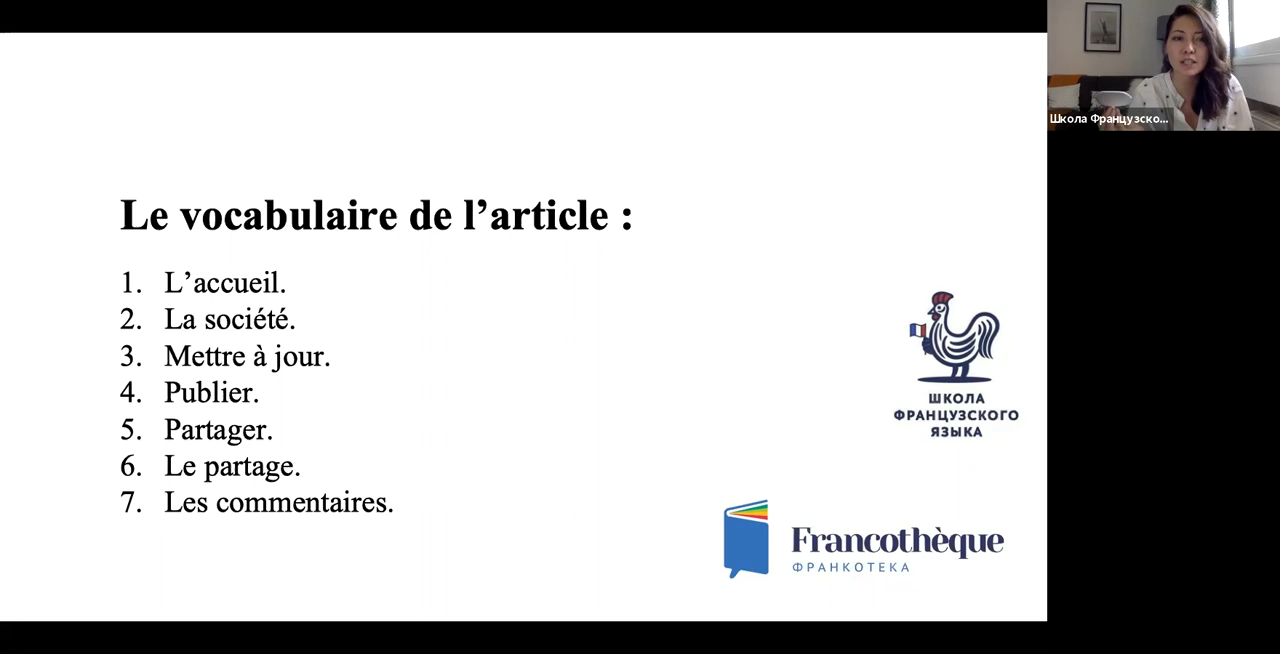 Le vocabulaire de l’article :
1. L’accueil.
2. La société.
3. Mettre à jour.
4. Publier.
5. Partager.
6. Le partage.
7. Les commentaires.
ШКОЛА
ФРАНЦУЗСКОГО
ЯЗЫКА
Francothèque
ФРАНКОТЕКА
Школа Французско...